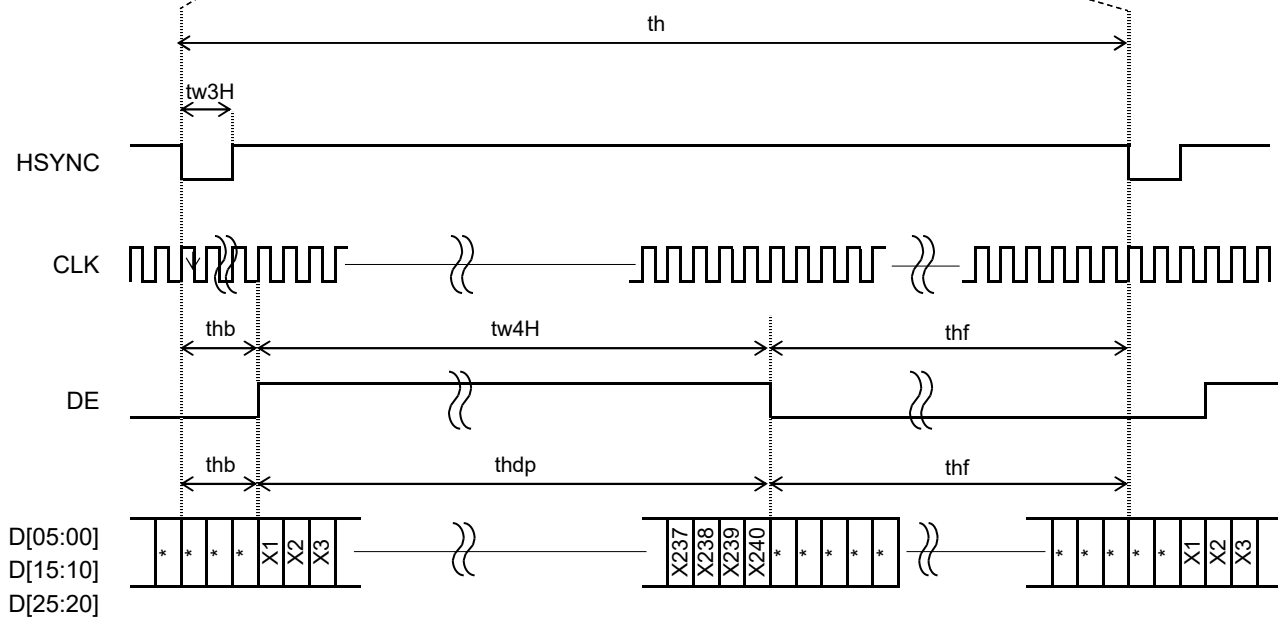 th
tw3H
HSYNC
CLK
thb tw4H thf
DE
thb thdp thf
D[05:00]
D[15:10]
D[25:20]
* * * * X1 X2 X3 X237 X238 X239 X240 * * * * * * * * * * X1 X2 X3